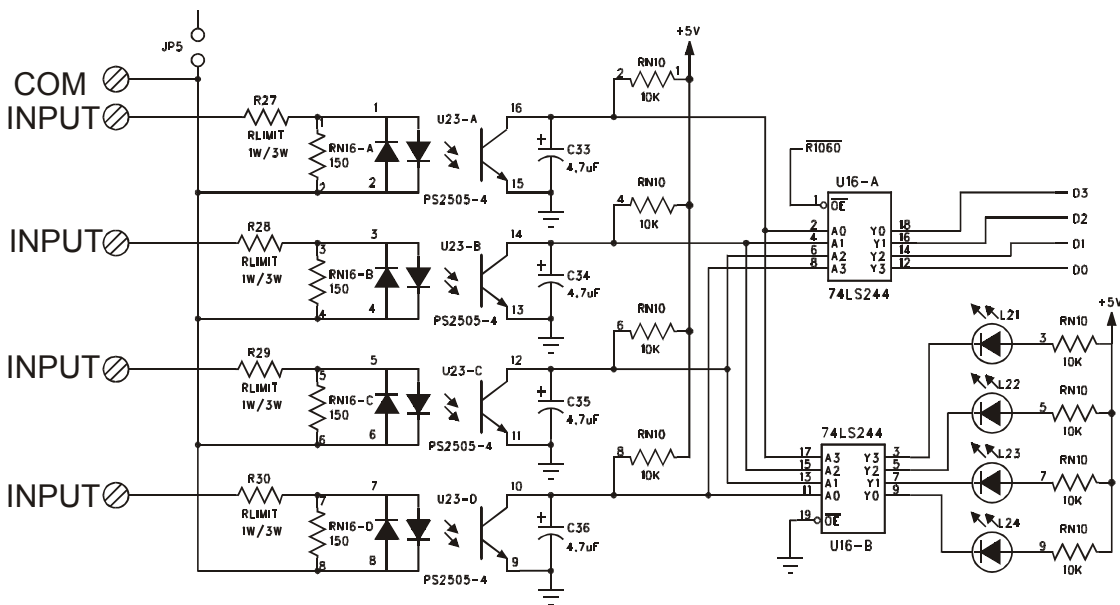 JP5
COM
INPUT
R27
RLIMIT
1W/3W
1
RN16-A
150
2
1
2
U23-A
16
15
PS2505-4
+
C33
4.7uF
2
RN10
1
10K
+5V
INPUT
R28
RLIMIT
1W/3W
3
RN16-B
150
4
3
4
U23-B
14
13
PS2505-4
+
C34
4.7uF
4
RN10
10K
INPUT
R29
RLIMIT
1W/3W
5
RN16-C
150
6
5
6
U23-C
12
11
PS2505-4
+
C35
4.7uF
6
RN10
10K
INPUT
R30
RLIMIT
1W/3W
7
RN16-D
150
8
7
8
U23-D
10
9
PS2505-4
+
C36
4.7uF
8
RN10
10K
R1060
U16-A
1 OE
2 A0 Y0 18 D3
4 A1 Y1 16 D2
6 A2 Y2 14 D1
8 A3 Y3 12 D0
74LS244
74LS244
17 A3 Y3 3
15 A2 Y2 5
13 A1 Y1 7
11 A0 Y0 9
19 OE
U16-B
+5V
L21
3
RN10
10K
L22
5
RN10
10K
L23
7
RN10
10K
L24
9
RN10
10K